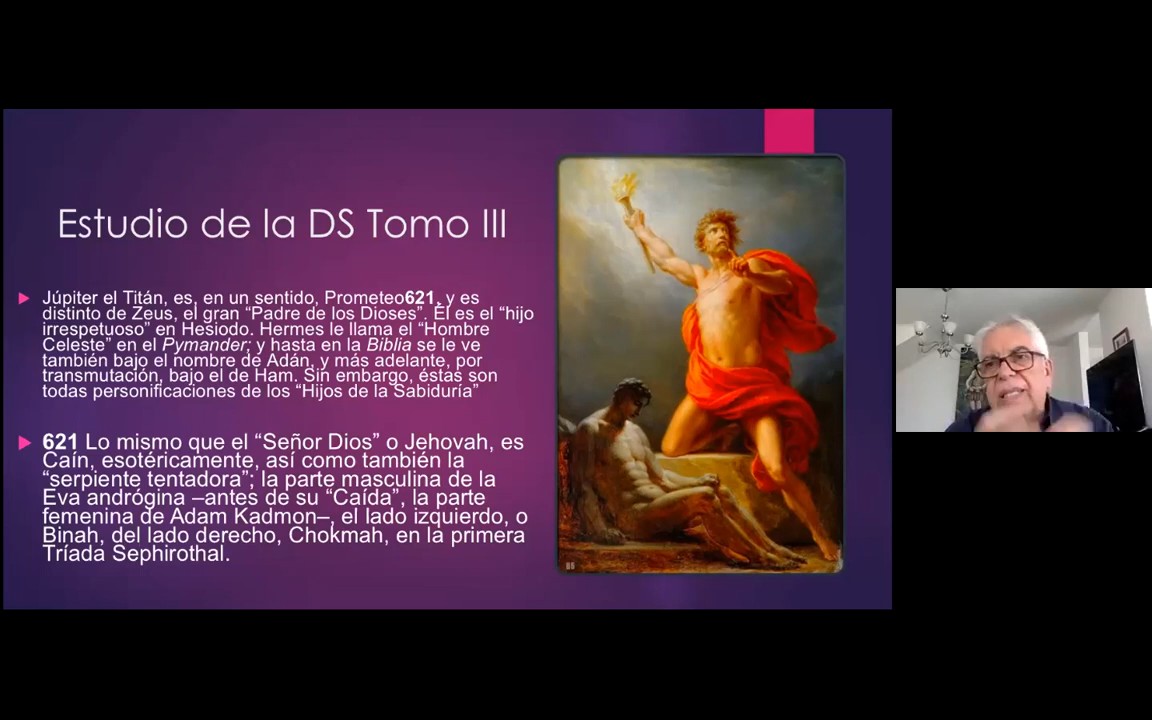 Estudio de la DS Tomo III
Júpiter el Titán, es, en un sentido, Prometeo621, y es
distinto de Zeus, el gran “Padre de los Dioses”. Él es el “hijo
irrespetuoso” en Hesiodo. Hermes le llama el “Hombre
Celeste” en el Pymander; y hasta en la Biblia se le ve
también bajo el nombre de Adán, y más adelante, por
transmutación, bajo el de Ham. Sin embargo, éstas son
todas personificaciones de los “Hijos de la Sabiduría”
621 Lo mismo que el “Señor Dios” o Jehovah, es
Caín, esotéricamente, así como también la
“serpiente tentadora”; la parte masculina de la
Eva andrógina –antes de su “Caída”, la parte
femenina de Adam Kadmon–, el lado izquierdo, o
Binah, del lado derecho, Chokmah, en la primera
Tríada Sephirothal.